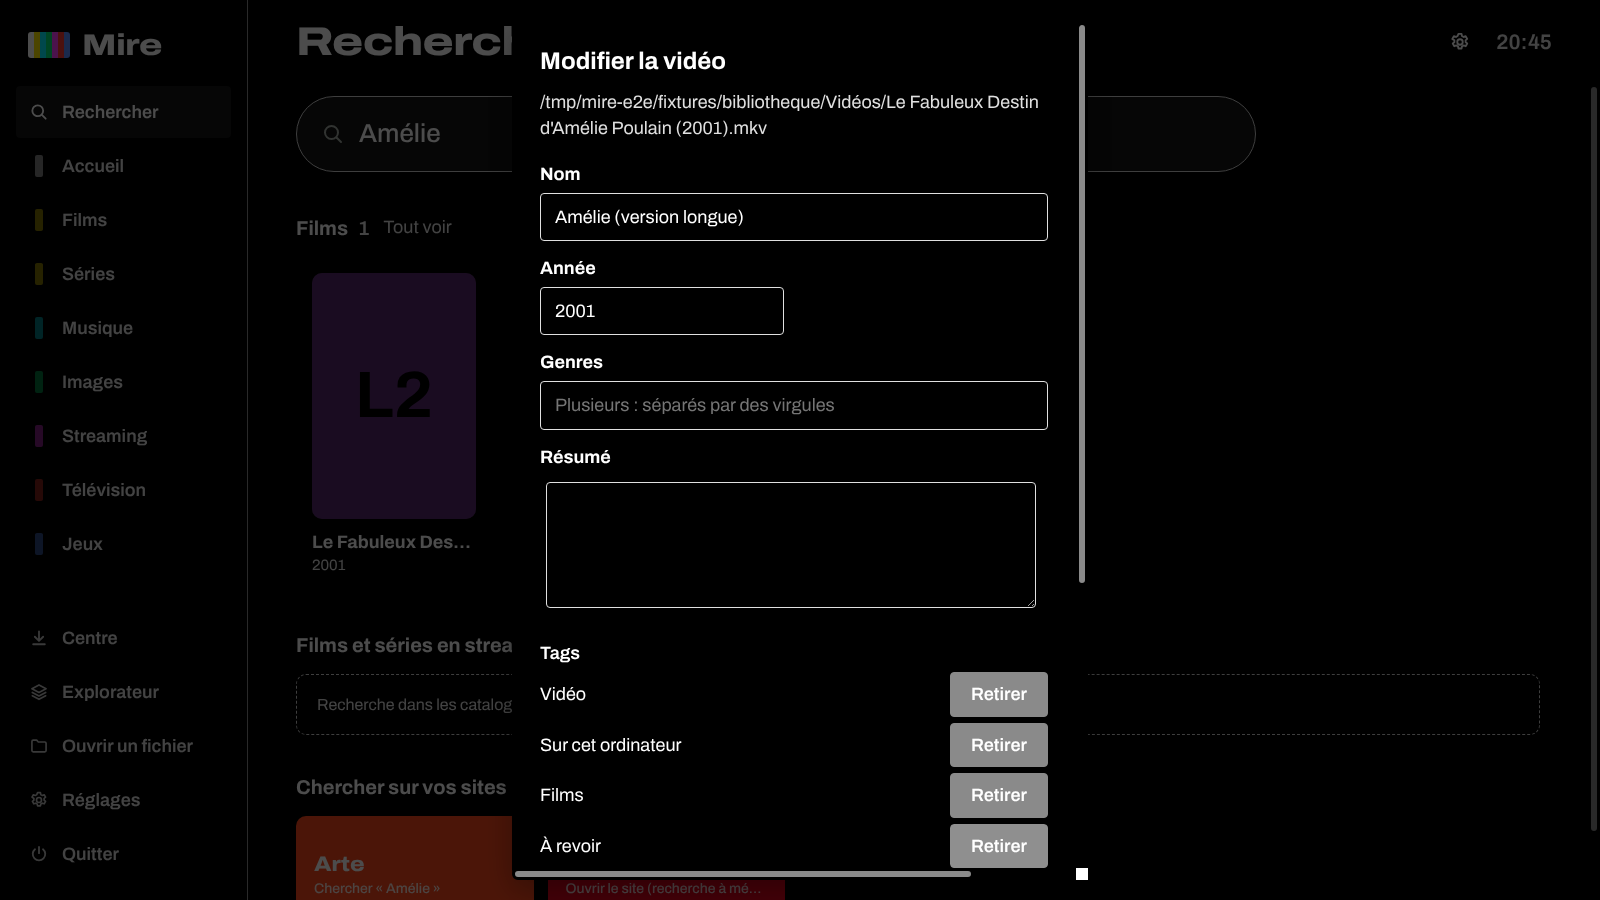 Mire
Rechercher
Accueil
Films
Séries
Musique
Images
Streaming
Télévision
Jeux
Centre
Explorateur
Ouvrir un fichier
Réglages
Quitter
20:45
Amélie
Films 1 Tout voir
L2
Le Fabuleux Des...
2001
Films et séries en
Recherche dans les
Chercher sur vos sites
Arte
Chercher « Amélie »
Ouvrir le site (recherche à mé...
Modifier la vidéo
/tmp/mire-e2e/fixtures/bibliotheque/Vidéos/Le Fabuleux Destin
d'Amélie Poulain (2001).mkv
Nom
Amélie (version longue)
Année
2001
Genres
Plusieurs : séparés par des virgules
Résumé
Tags
Vidéo Retirer
Sur cet ordinateur Retirer
Films Retirer
À revoir Retirer